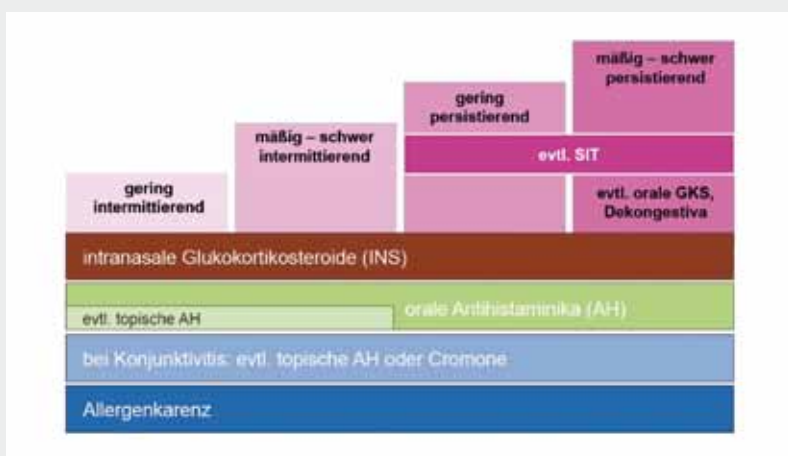 mäßig – schwer
persistierend
gering
persistierend
mäßig – schwer
intermittierend
evtl. SIT
gering
intermittierend
evtl. orale GKS,
Dekongestiva
intranasale Glukokortikosteroide (INS)
orale Antihistaminika (AH)
evtl. topische AH
bei Konjunktivitis: evtl. topische AH oder Cromone
Allergenkarenz